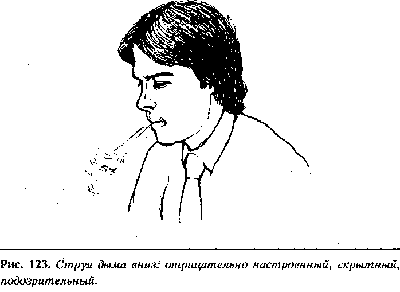 Рис. 123. Струя дыма вниз: отрицательно настроенный, скрытный,
подозрительный.